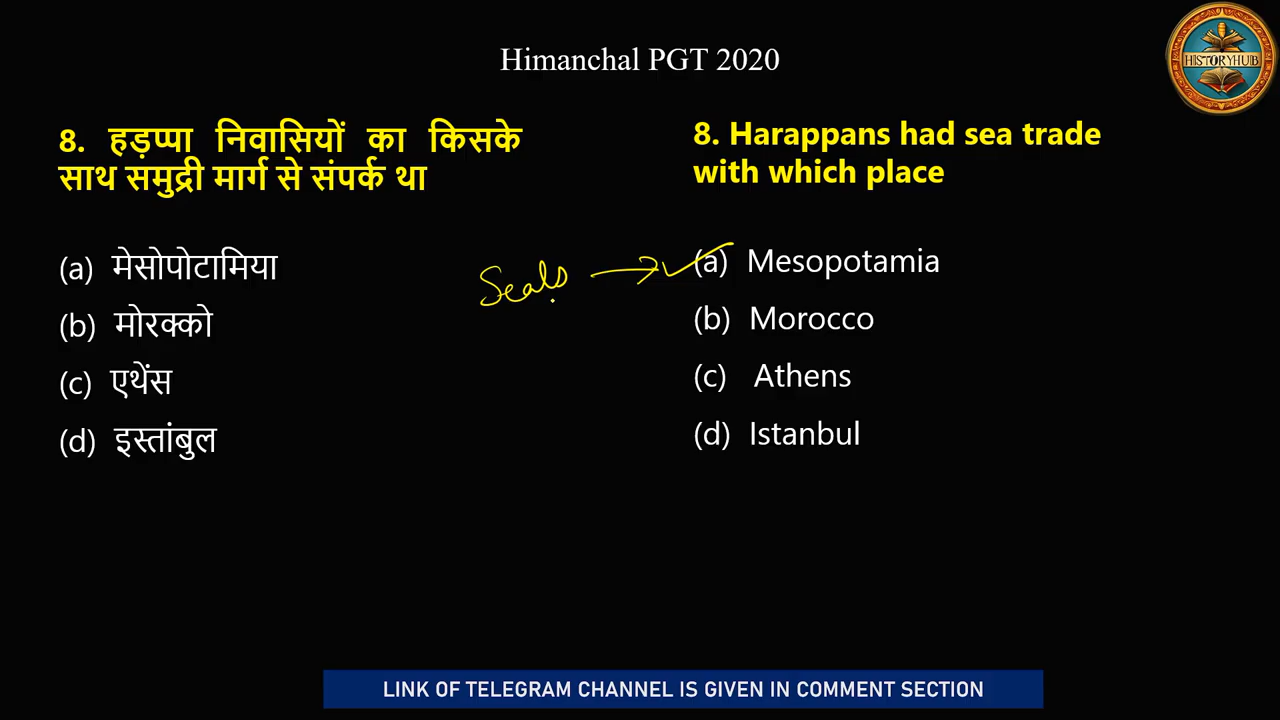 Himanchal PGT 2020
HISTORYHUB
8. हड़प्पा निवासियों का किसके
साथ समुद्री मार्ग से संपर्क था
(a) मेसोपोटामिया
(b) मोरक्को
(c) एथेंस
(d) इस्तांबुल
Seals
8. Harappans had sea trade
with which place
(a) Mesopotamia
(b) Morocco
(c) Athens
(d) Istanbul
LINK OF TELEGRAM CHANNEL IS GIVEN IN COMMENT SECTION